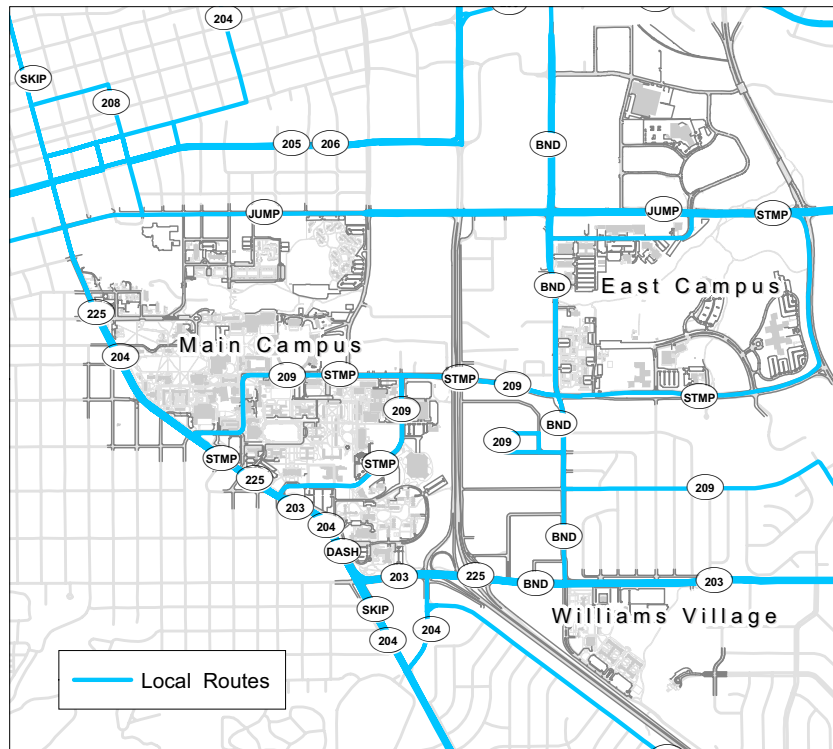 204
SKIP
208
205
206
BND
JUMP
JUMP
STMP
BND
East Campus
225
Main Campus
204
209
STMP
STMP
209
STMP
209
BND
209
STMP
STMP
225
209
203
204
BND
DASH
203
225
BND
203
SKIP
Williams Village
204
204
Local Routes